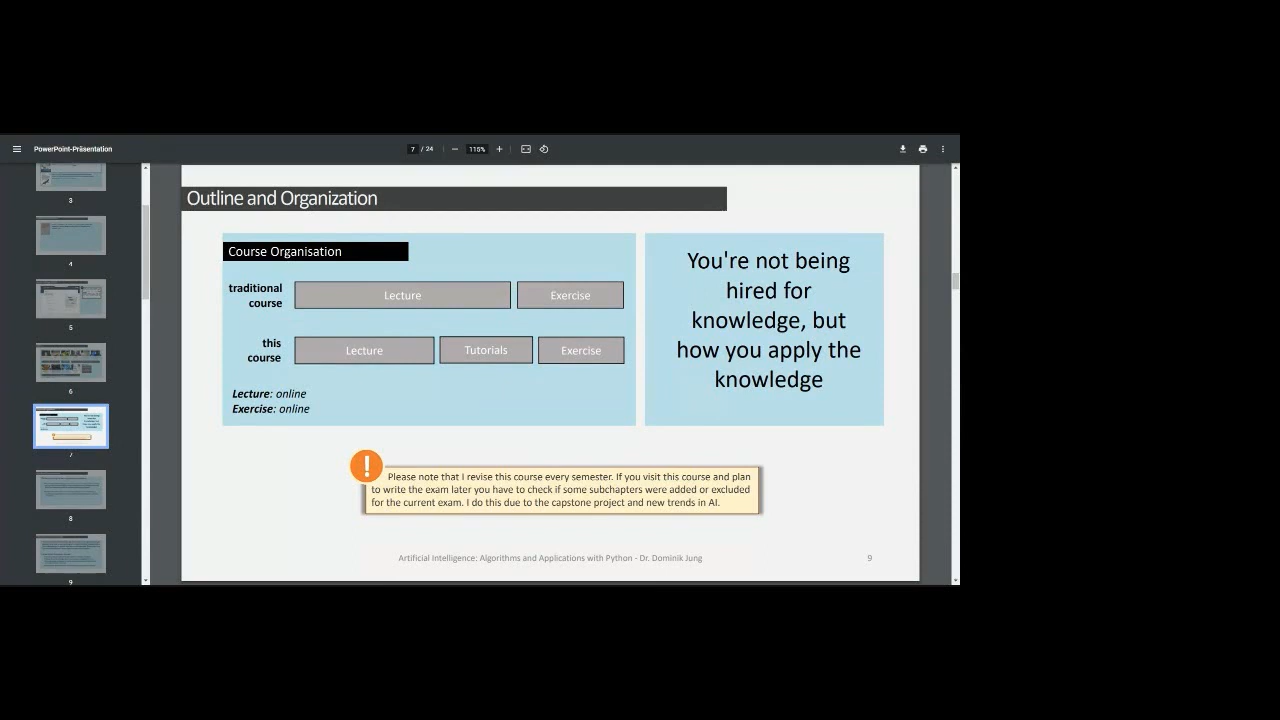 PowerPoint-Präsentation
7 / 24
115%
3
4
5
6
7
8
9
Outline and Organization
Course Organisation
traditional
course
Lecture
Exercise
this
course
Lecture
Tutorials
Exercise
Lecture: online
Exercise: online
You're not being
hired for
knowledge, but
how you apply the
knowledge
!
Please note that I revise this course every semester. If you visit this course and plan
to write the exam later you have to check if some subchapters were added or excluded
for the current exam. I do this due to the capstone project and new trends in AI.
Artificial Intelligence: Algorithms and Applications with Python - Dr. Dominik Jung
9